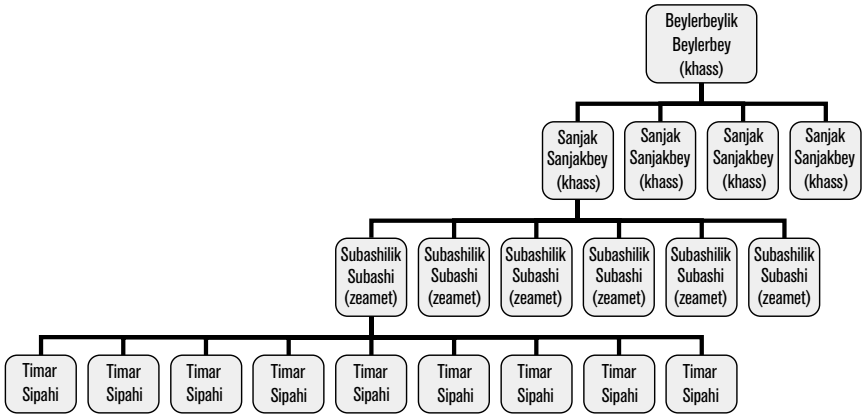 Beylerbeylik
Beylerbey
(khass)
Sanjak
Sanjakbey
(khass)
Sanjak
Sanjakbey
(khass)
Sanjak
Sanjakbey
(khass)
Sanjak
Sanjakbey
(khass)
Subashilik
Subashi
(zeamet)
Subashilik
Subashi
(zeamet)
Subashilik
Subashi
(zeamet)
Subashilik
Subashi
(zeamet)
Subashilik
Subashi
(zeamet)
Subashilik
Subashi
(zeamet)
Timar
Sipahi
Timar
Sipahi
Timar
Sipahi
Timar
Sipahi
Timar
Sipahi
Timar
Sipahi
Timar
Sipahi
Timar
Sipahi
Timar
Sipahi